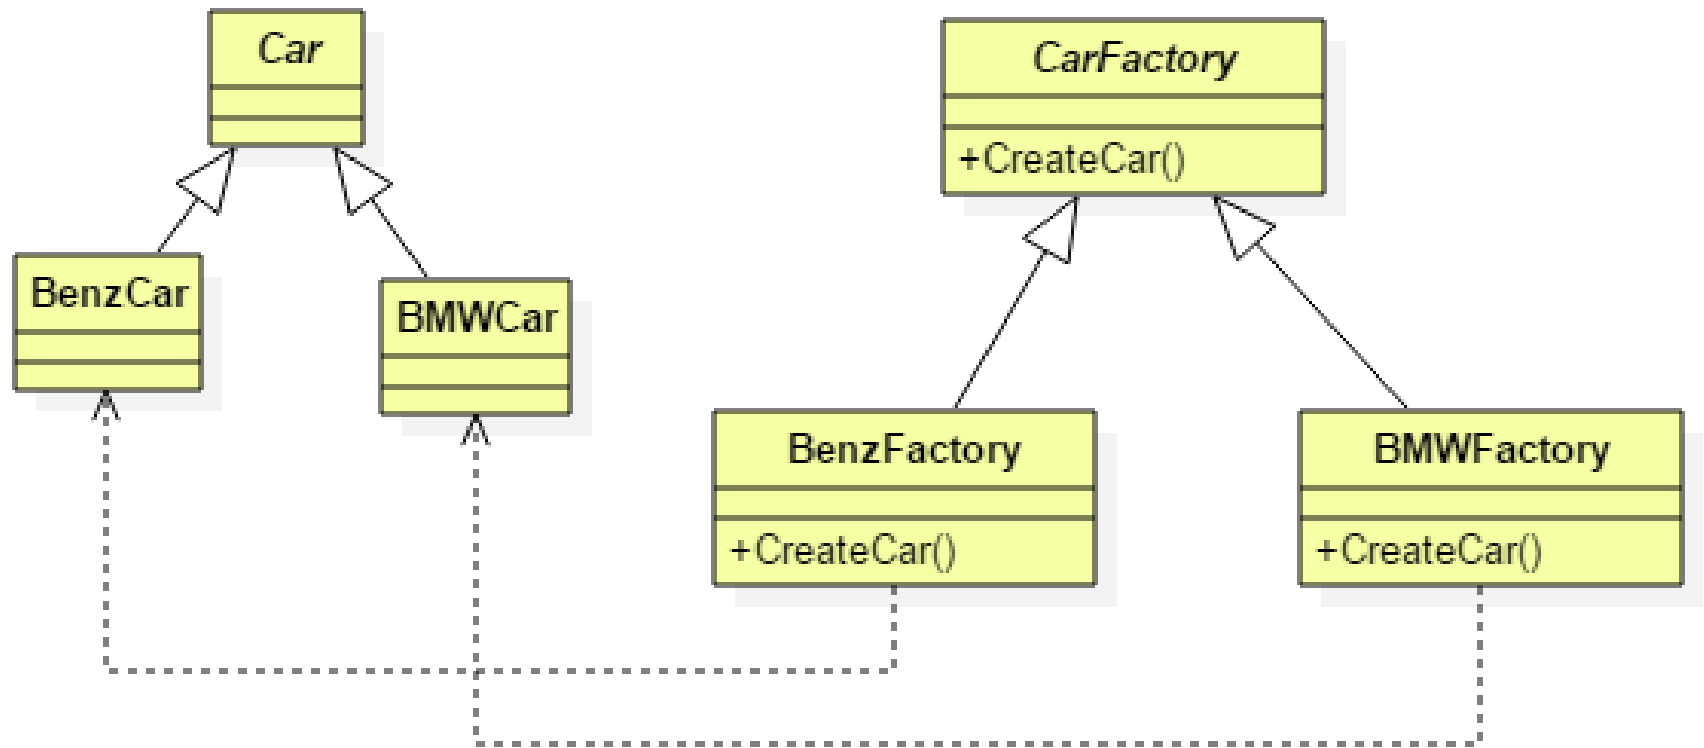 Car
CarFactory
+CreateCar()
BenzCar
BMWCar
BenzFactory
+CreateCar()
BMWFactory
+CreateCar()